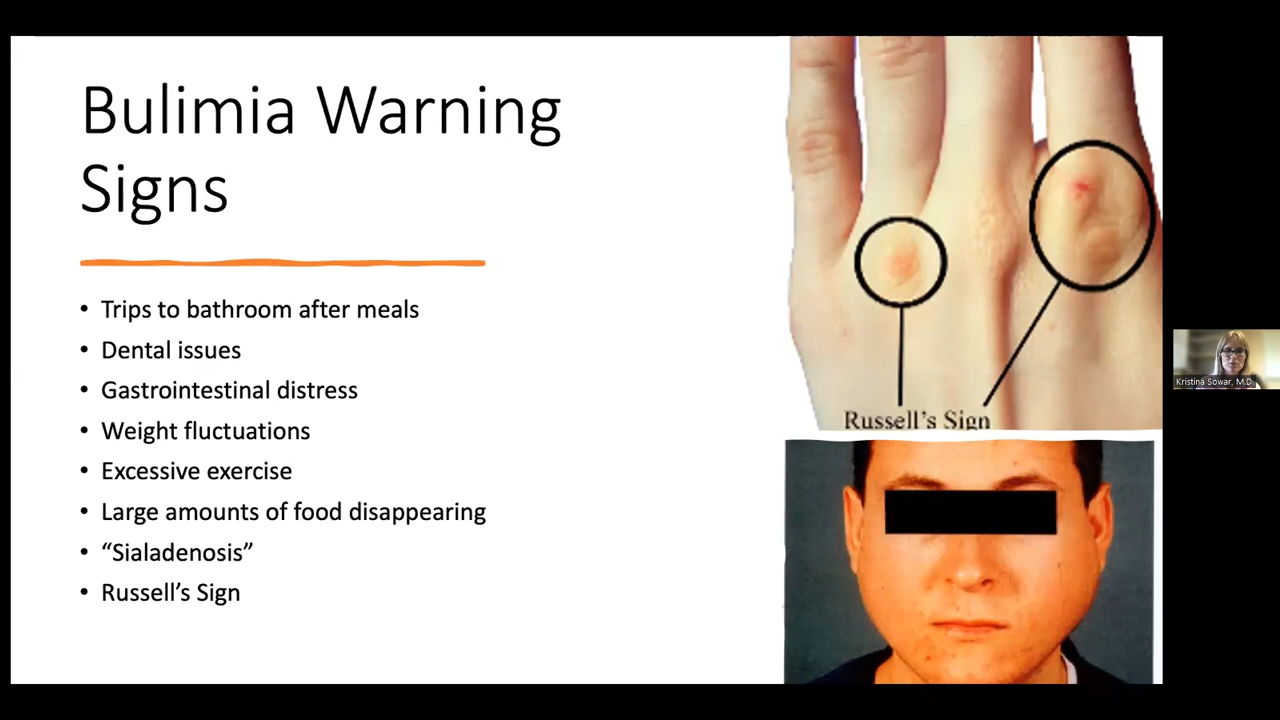 Bulimia Warning
Signs
• Trips to bathroom after meals
• Dental issues
• Gastrointestinal distress
• Weight fluctuations
• Excessive exercise
• Large amounts of food disappearing
• “Sialadenosis”
• Russell’s Sign
Russell’s Sign
Kristina Sowar, M.D.